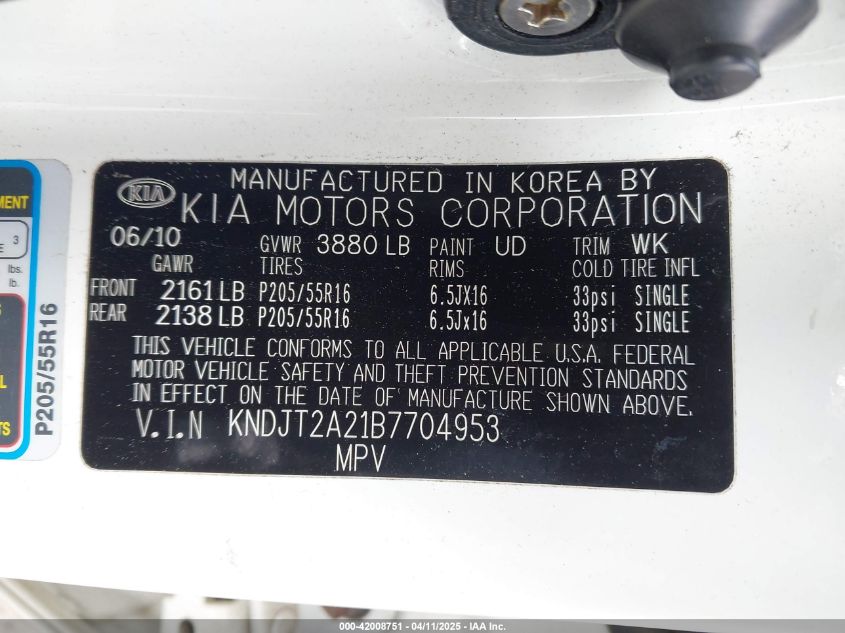 MANUFACTURED IN KOREA BY
KIA KIA MOTORS CORPORATION
06/10 GVWR 3880 LB PAINT UD TRIM WK
GAWR TIRES RIMS COLD TIRE INFL
FRONT 2161 LB P205/55R16 6.5JX16 33psi SINGLE
REAR 2138 LB P205/55R16 6.5Jx16 33psi SINGLE
THIS VEHICLE CONFORMS TO ALL APPLICABLE U.S.A. FEDERAL
MOTOR VEHICLE SAFETY AND THEFT PREVENTION STANDARDS
IN EFFECT ON THE DATE OF MANUFACTURE SHOWN ABOVE.
V.I.N KNDJT2A21B7704953
MPV
3
lbs.
lb.
P205/55R16
000-42008751 - 04/11/2025 - IAA Inc.